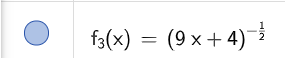 f₃(x) = (9 x + 4)^(-1/2)